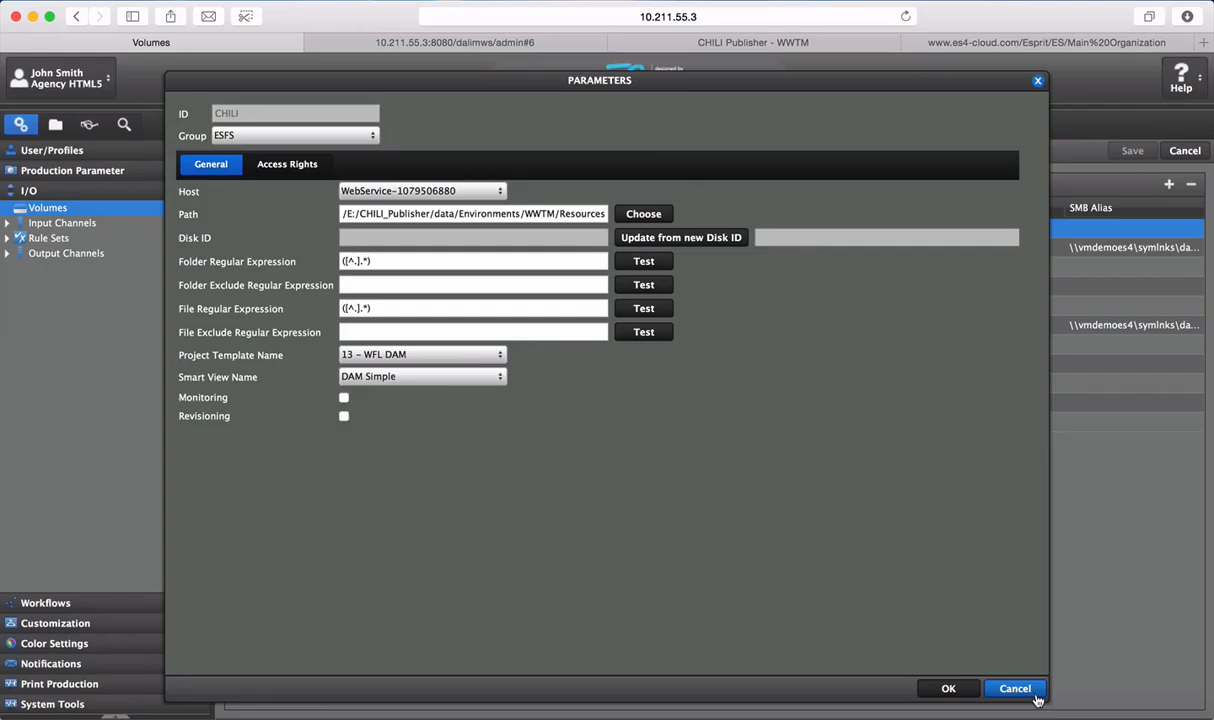 10.211.55.3
Volumes
10.211.55.3:8080/dalimws/admin#6
CHILI Publisher - WWTM
www.es4-cloud.com/Esprit/ES/Main%20Organization
John Smith
Agency HTML5
designed by
Help
PARAMETERS
ID CHILI
Group ESFS
General Access Rights
User/Profiles
Production Parameter
I/O
Volumes
Input Channels
Rule Sets
Output Channels
Host WebService-1079506880
Path /E:/CHILI_Publisher/data/Environments/WWTM/Resources Choose
Disk ID Update from new Disk ID
Folder Regular Expression ([^.].*) Test
Folder Exclude Regular Expression Test
File Regular Expression ([^.].*) Test
File Exclude Regular Expression Test
Project Template Name 13 - WFL DAM
Smart View Name DAM Simple
Monitoring
Revisioning
Save Cancel
SMB Alias
\\vmdemoes4\symlnks\da...
\\vmdemoes4\symlnks\da...
Workflows
Customization
Color Settings
Notifications
Print Production
System Tools
OK Cancel